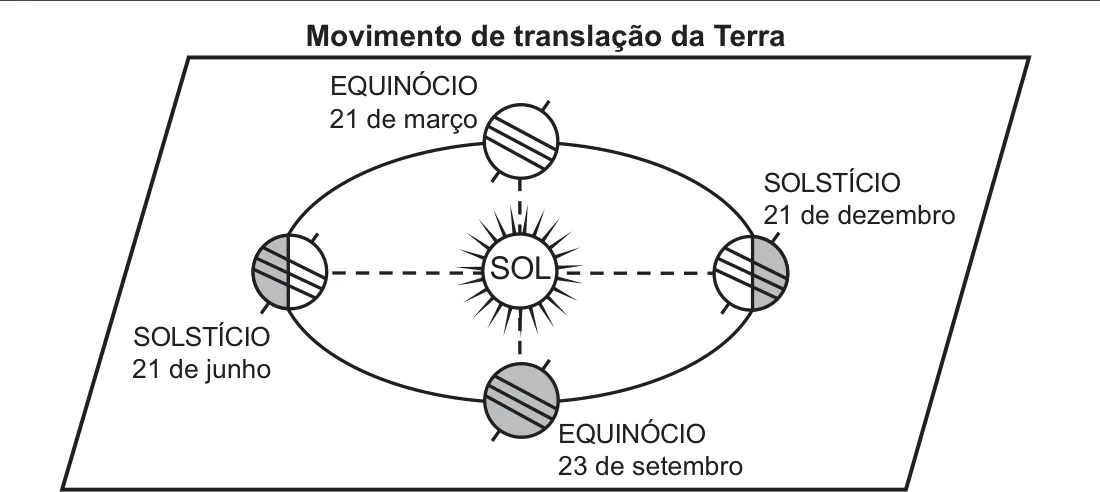 Movimento de translação da Terra
EQUINÓCIO
21 de março
SOLSTÍCIO
21 de dezembro
SOL
SOLSTÍCIO
21 de junho
EQUINÓCIO
23 de setembro